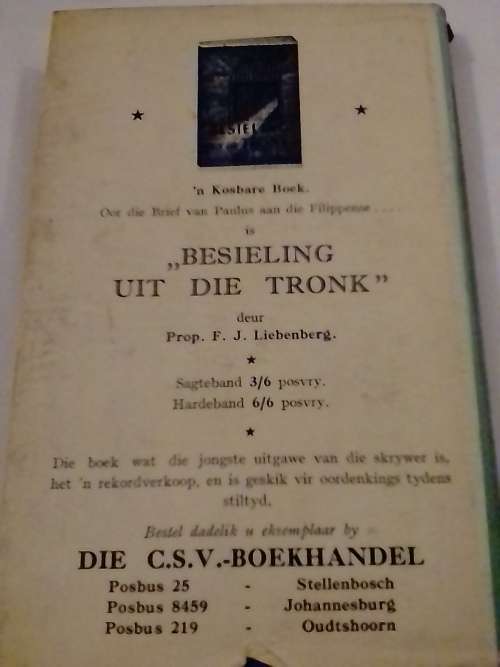 BESTEL
'n Kosbare Boek.
Oor die Brief van Paulus aan die Filippense ....
is
„BESIELING
UIT DIE TRONK”
deur
Prop. F. J. Liebenberg.
Sagteband 3/6 posvry.
Hardeband 6/6 posvry.
Die boek wat die jongste uitgawe van die skrywer is,
het 'n rekordverkoop, en is geskik vir oordenkings tydens
stiltyd.
Bestel dadelik u eksemplaar by
DIE C.S.V.-BOEKHANDEL
Posbus 25 - Stellenbosch
Posbus 8459 - Johannesburg
Posbus 219 - Oudtshoorn